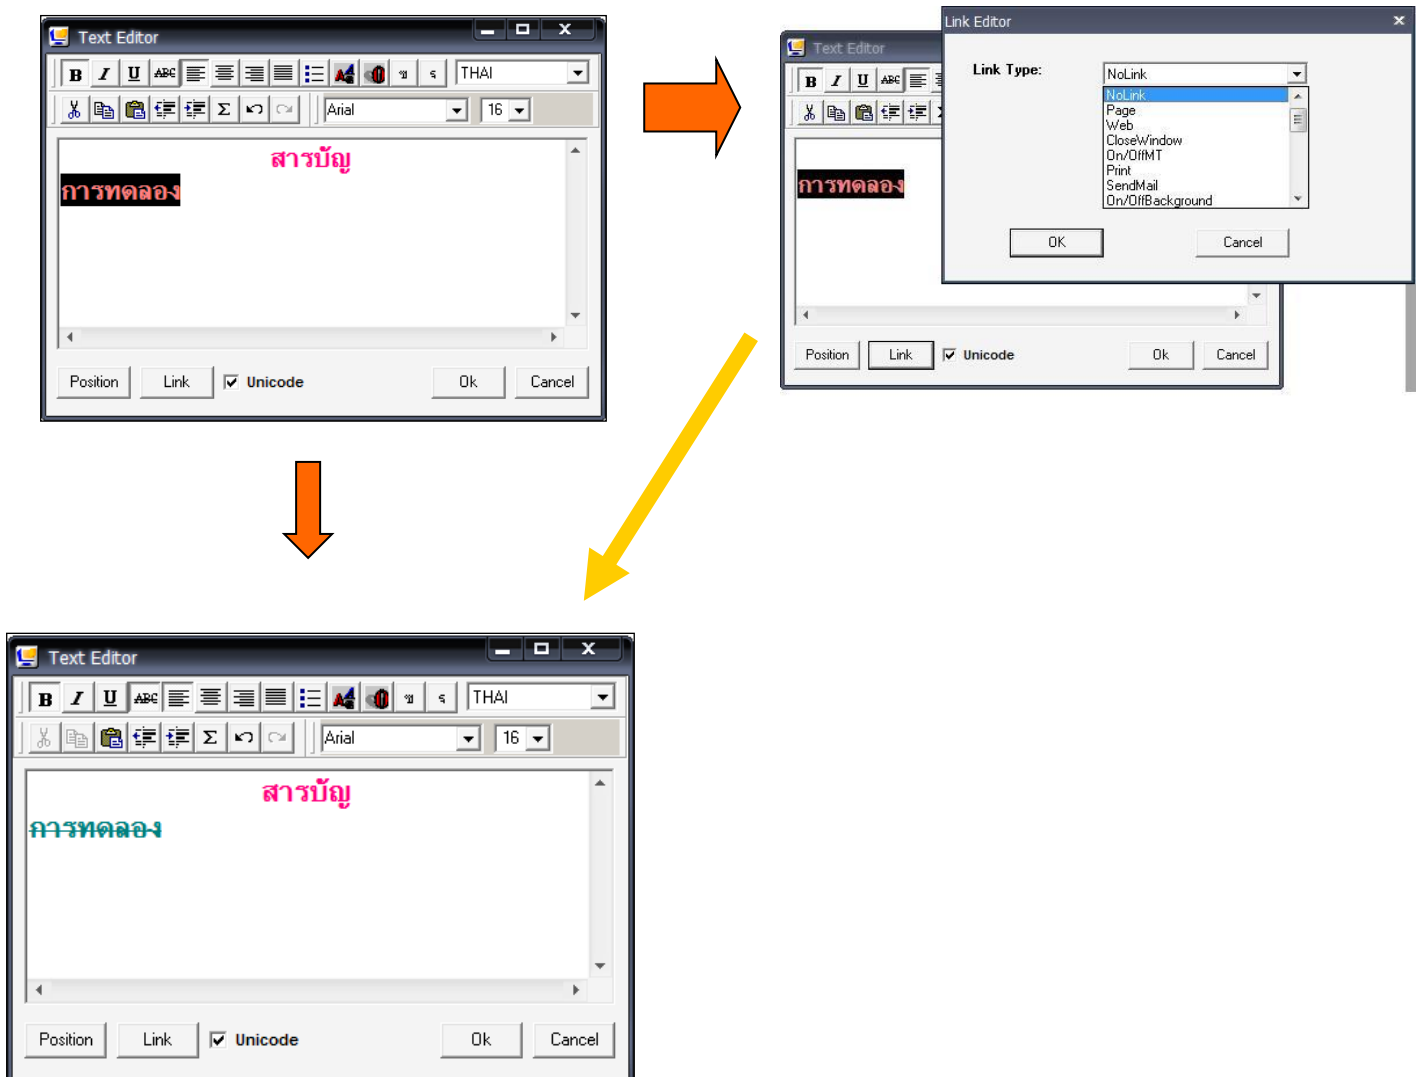 Text Editor
B I U ABC THAI
Σ Arial 16
สารบัญ
การทดลอง
Position Link Unicode Ok Cancel
Text Editor
B I U ABC
การทดลอง
Position Link Unicode Ok Cancel
Link Editor
Link Type: NoLink
NoLink
Page
Web
CloseWindow
On/OffMT
Print
SendMail
On/OffBackground
OK Cancel
Text Editor
B I U ABC THAI
Σ Arial 16
สารบัญ
การทดลอง
Position Link Unicode Ok Cancel